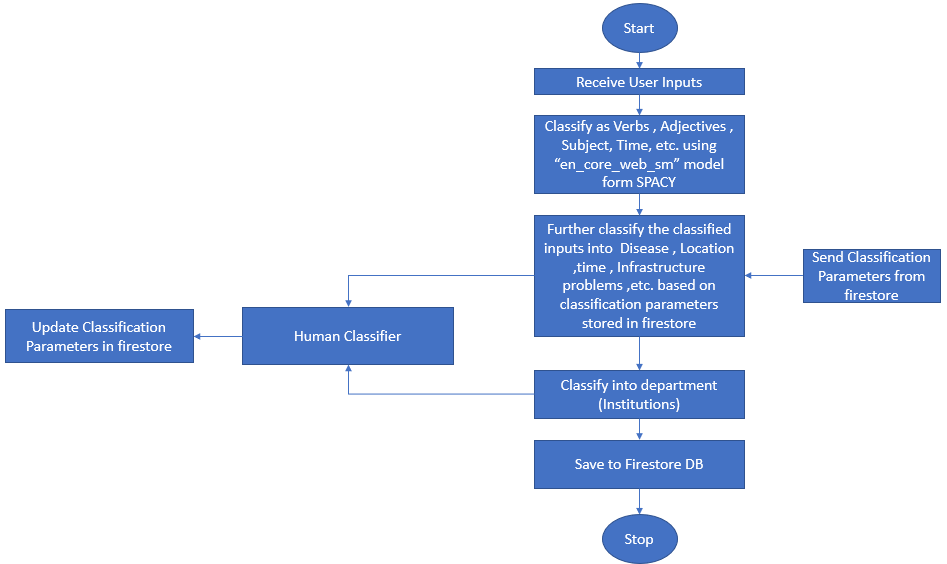 Start
Receive User Inputs
Classify as Verbs , Adjectives ,
Subject, Time, etc. using
“en_core_web_sm” model
form SPACY
Further classify the classified
inputs into  Disease , Location
,time , Infrastructure
problems ,etc. based on
classification parameters
stored in firestore
Send Classification
Parameters from
firestore
Human Classifier
Update Classification
Parameters in firestore
Classify into department
(Institutions)
Save to Firestore DB
Stop